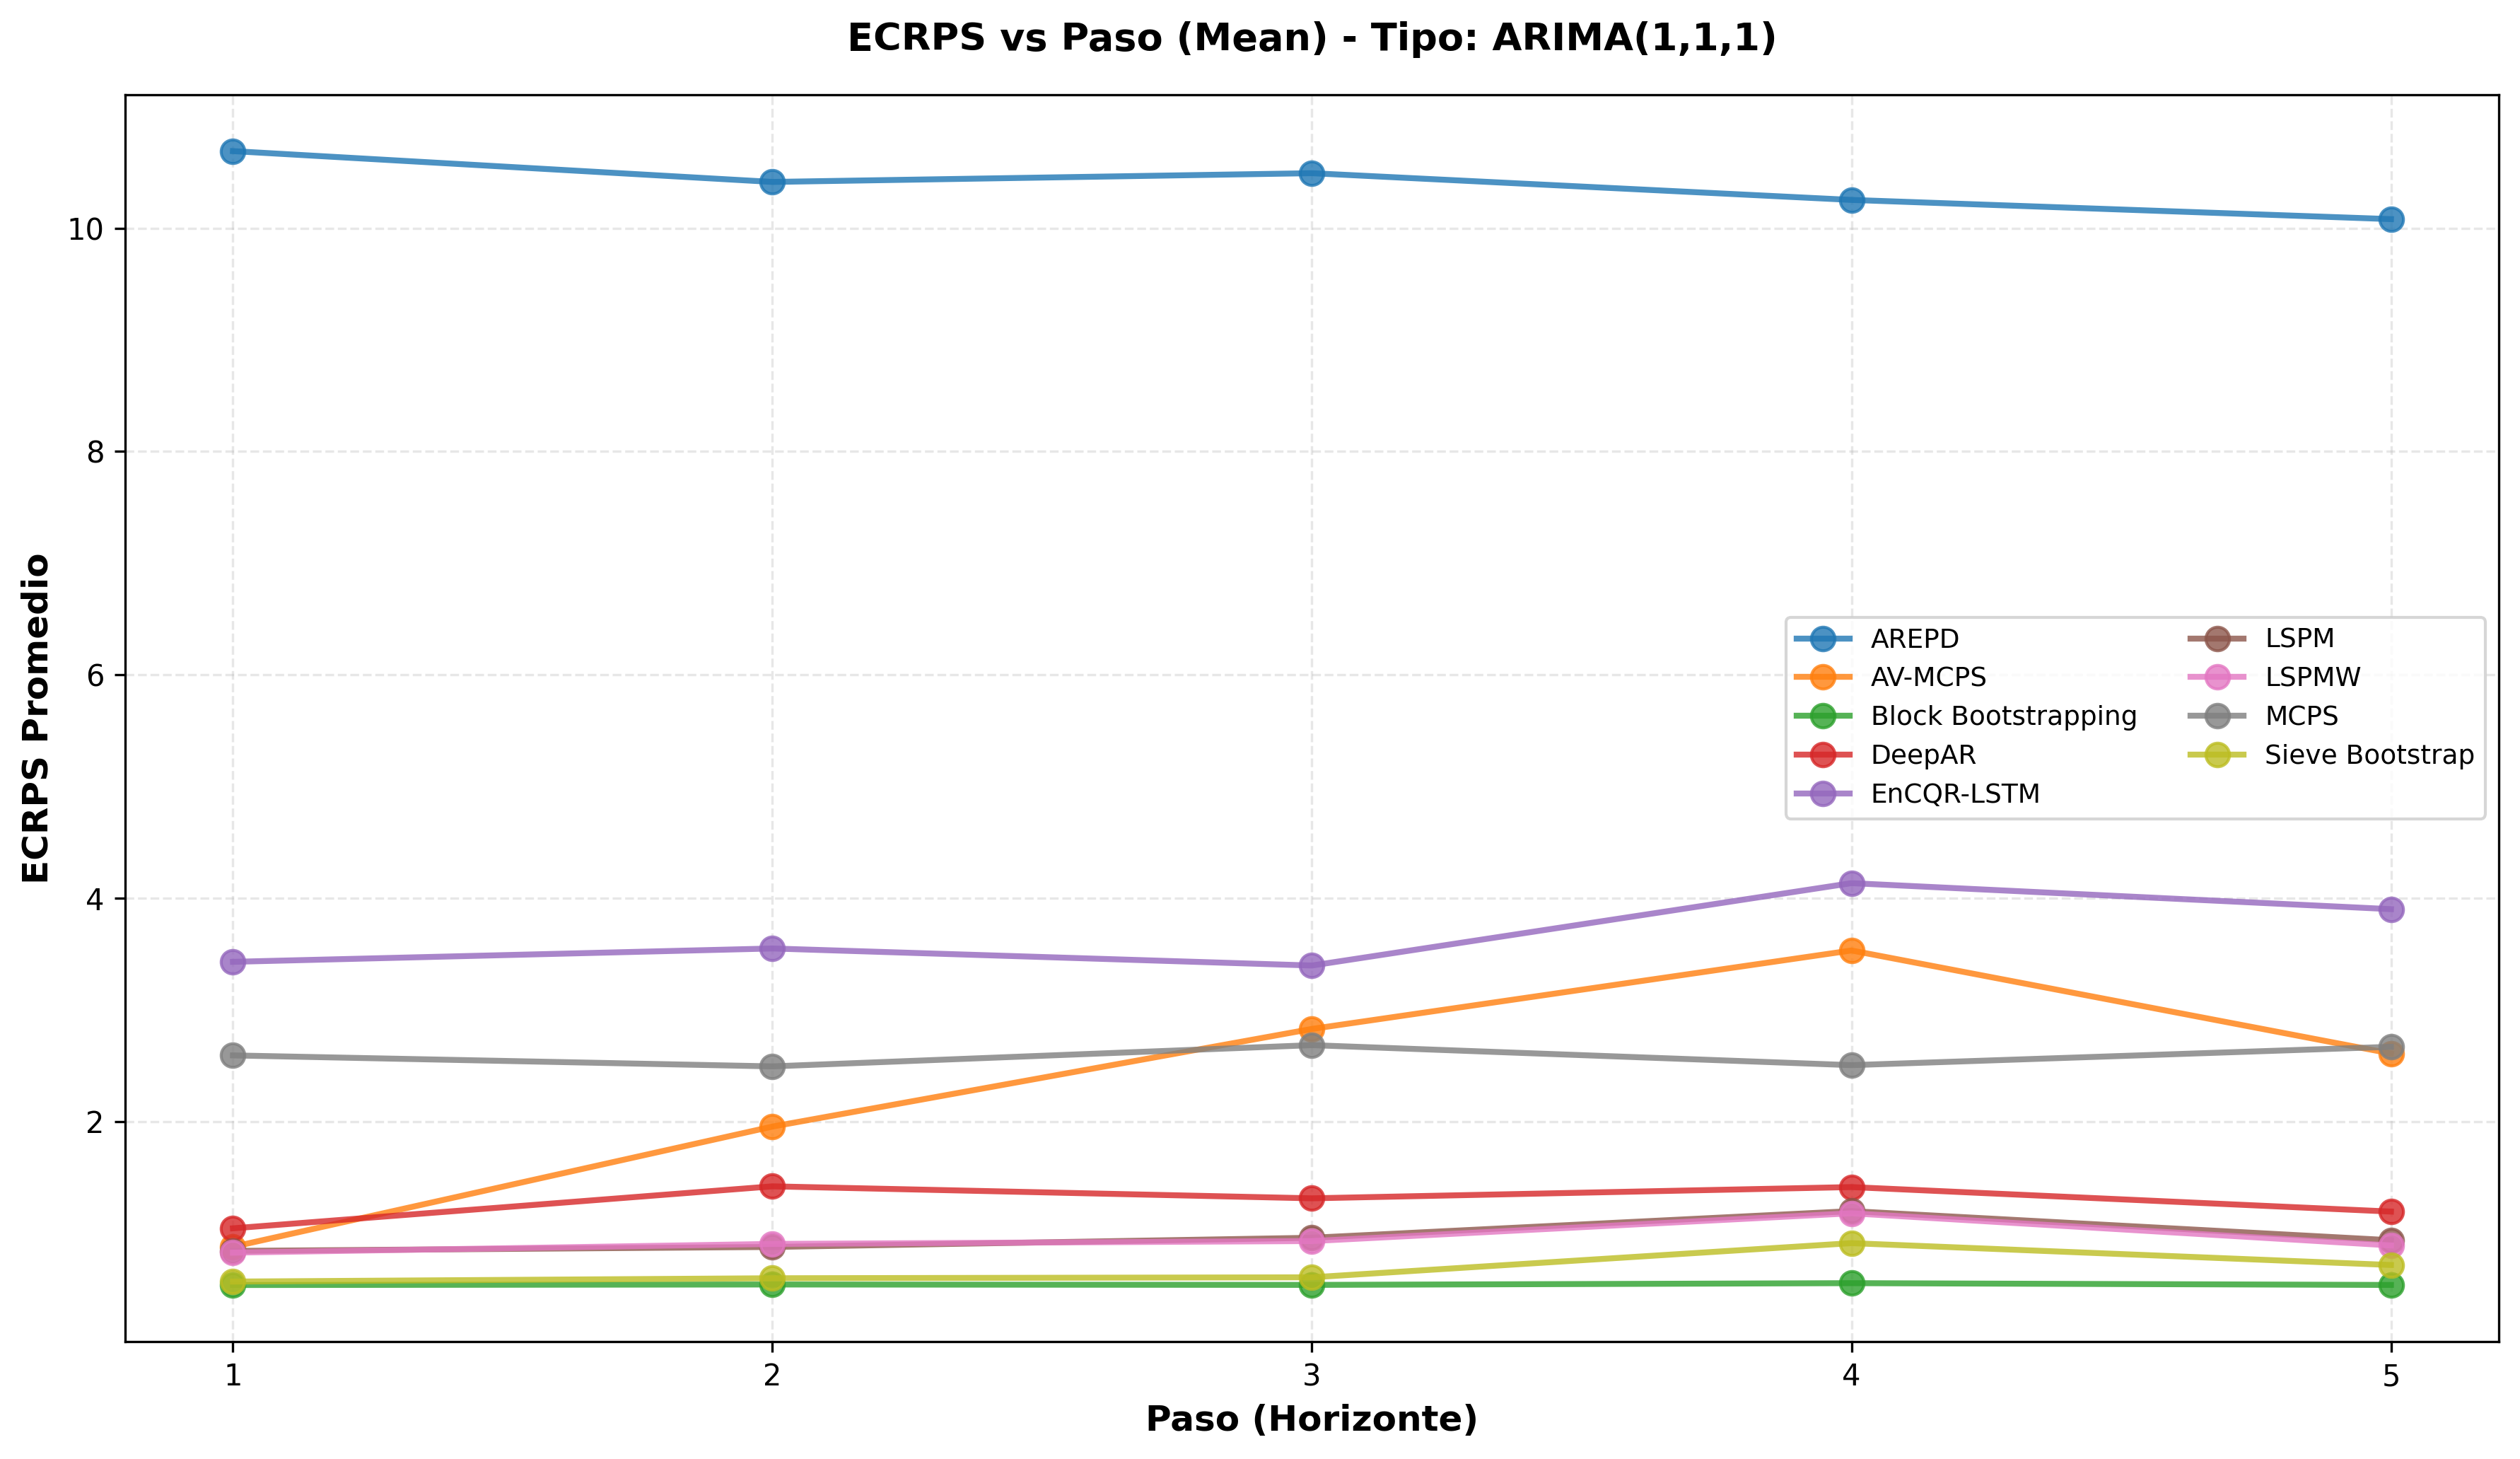 ECRPS vs Paso (Mean) - Tipo: ARIMA(1,1,1)
ECRPS Promedio
10
8
6
4
2
AREPD
AV-MCPS
Block Bootstrapping
DeepAR
EnCQR-LSTM
LSPM
LSPMW
MCPS
Sieve Bootstrap
1 2 3 4 5
Paso (Horizonte)